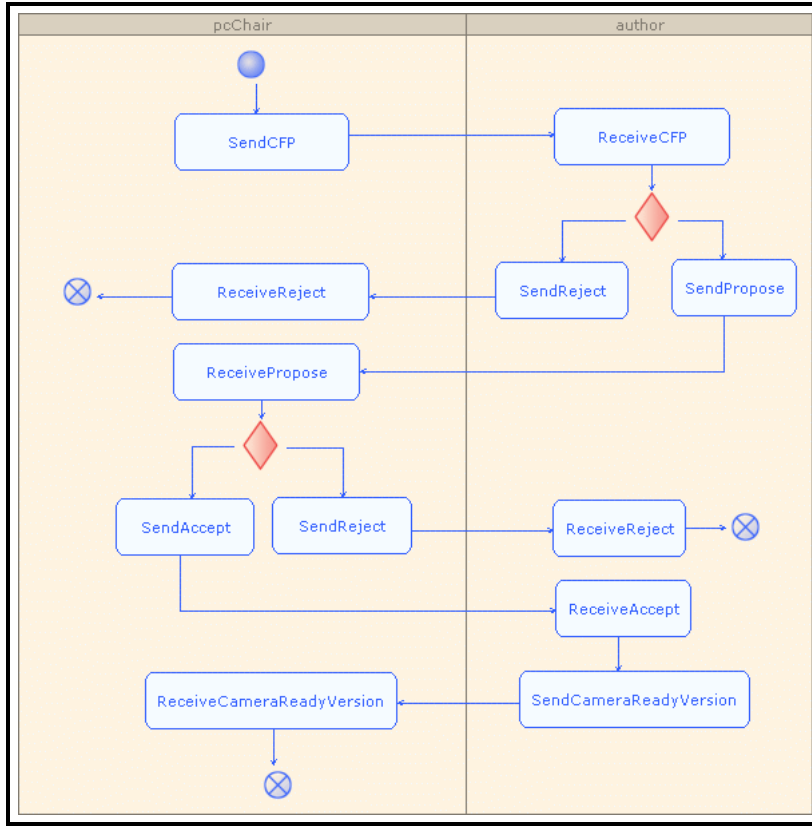 pcChair
author
SendCFP
ReceiveCFP
ReceiveReject
SendReject
SendPropose
ReceivePropose
SendAccept
SendReject
ReceiveReject
ReceiveAccept
ReceiveCameraReadyVersion
SendCameraReadyVersion